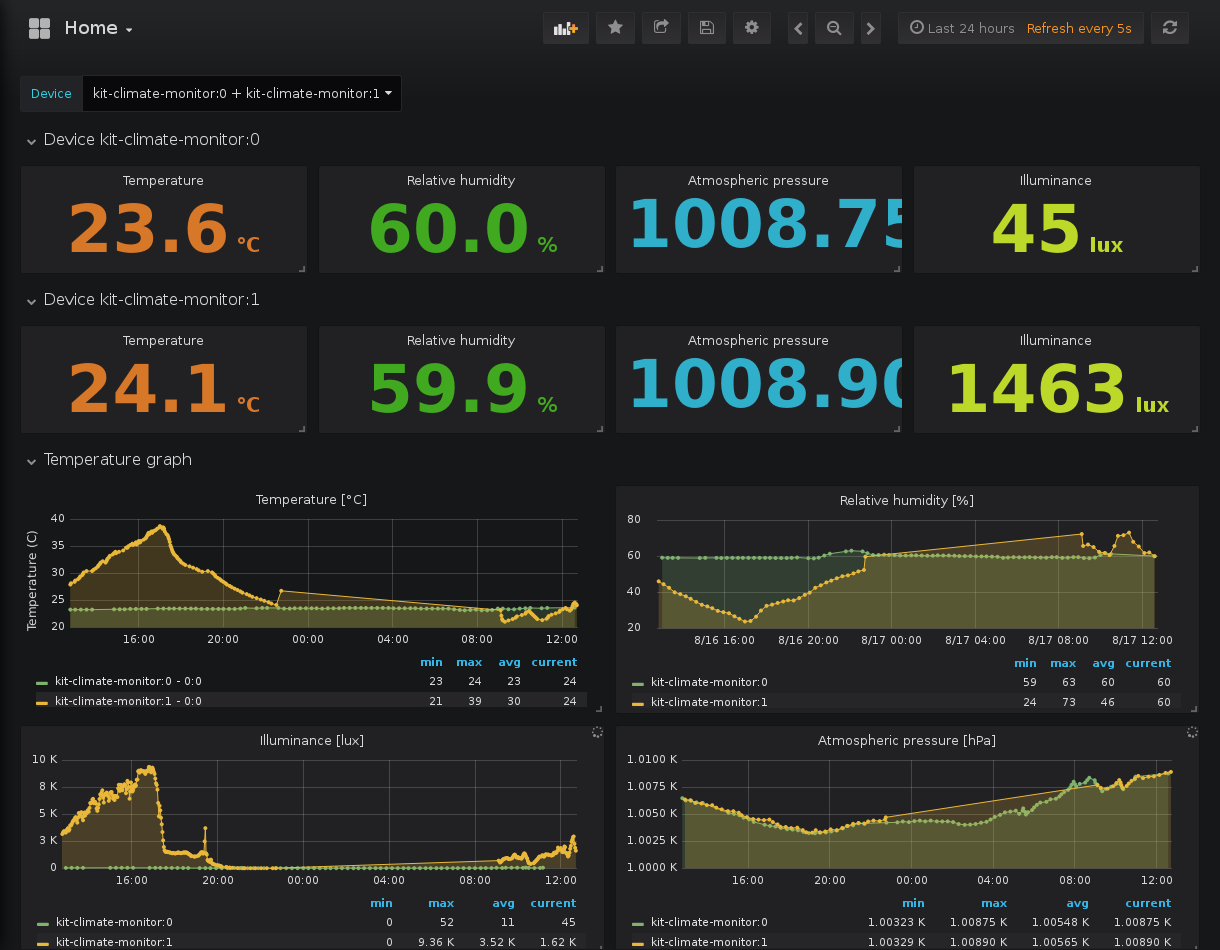 Home
Last 24 hours Refresh every 5s
Device kit-climate-monitor:0 + kit-climate-monitor:1
Device kit-climate-monitor:0
Temperature Relative humidity Atmospheric pressure Illuminance
23.6 °C 60.0 % 1008.75 45 lux
Device kit-climate-monitor:1
Temperature Relative humidity Atmospheric pressure Illuminance
24.1 °C 59.9 % 1008.90 1463 lux
Temperature graph
Temperature [°C]
Temperature (C)
40
35
30
25
20
16:00 20:00 00:00 04:00 08:00 12:00
min max avg current
kit-climate-monitor:0 - 0:0 23 24 23 24
kit-climate-monitor:1 - 0:0 21 39 30 24
Relative humidity [%]
80
60
40
20
8/16 16:00 8/16 20:00 8/17 00:00 8/17 04:00 8/17 08:00 8/17 12:00
min max avg current
kit-climate-monitor:0 59 63 60 60
kit-climate-monitor:1 24 73 46 60
Illuminance [lux]
10 K
8 K
5 K
3 K
0
16:00 20:00 00:00 04:00 08:00 12:00
min max avg current
kit-climate-monitor:0 0 52 11 45
kit-climate-monitor:1 0 9.36 K 3.52 K 1.62 K
Atmospheric pressure [hPa]
1.0100 K
1.0075 K
1.0050 K
1.0025 K
1.0000 K
16:00 20:00 00:00 04:00 08:00 12:00
min max avg current
kit-climate-monitor:0 1.00323 K 1.00875 K 1.00548 K 1.00875 K
kit-climate-monitor:1 1.00329 K 1.00890 K 1.00565 K 1.00890 K